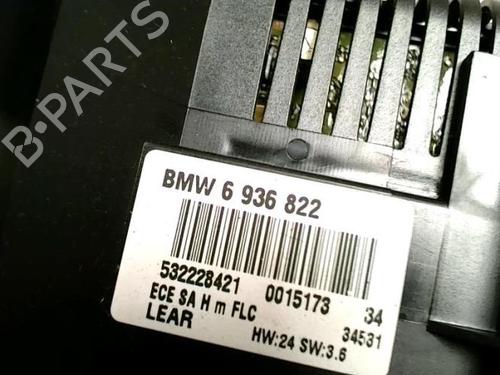 B-PARTS
BMW 6 936 822
532228421 0015173 34
ECE SA H m FLC 34531
LEAR HW:24 SW:3.6